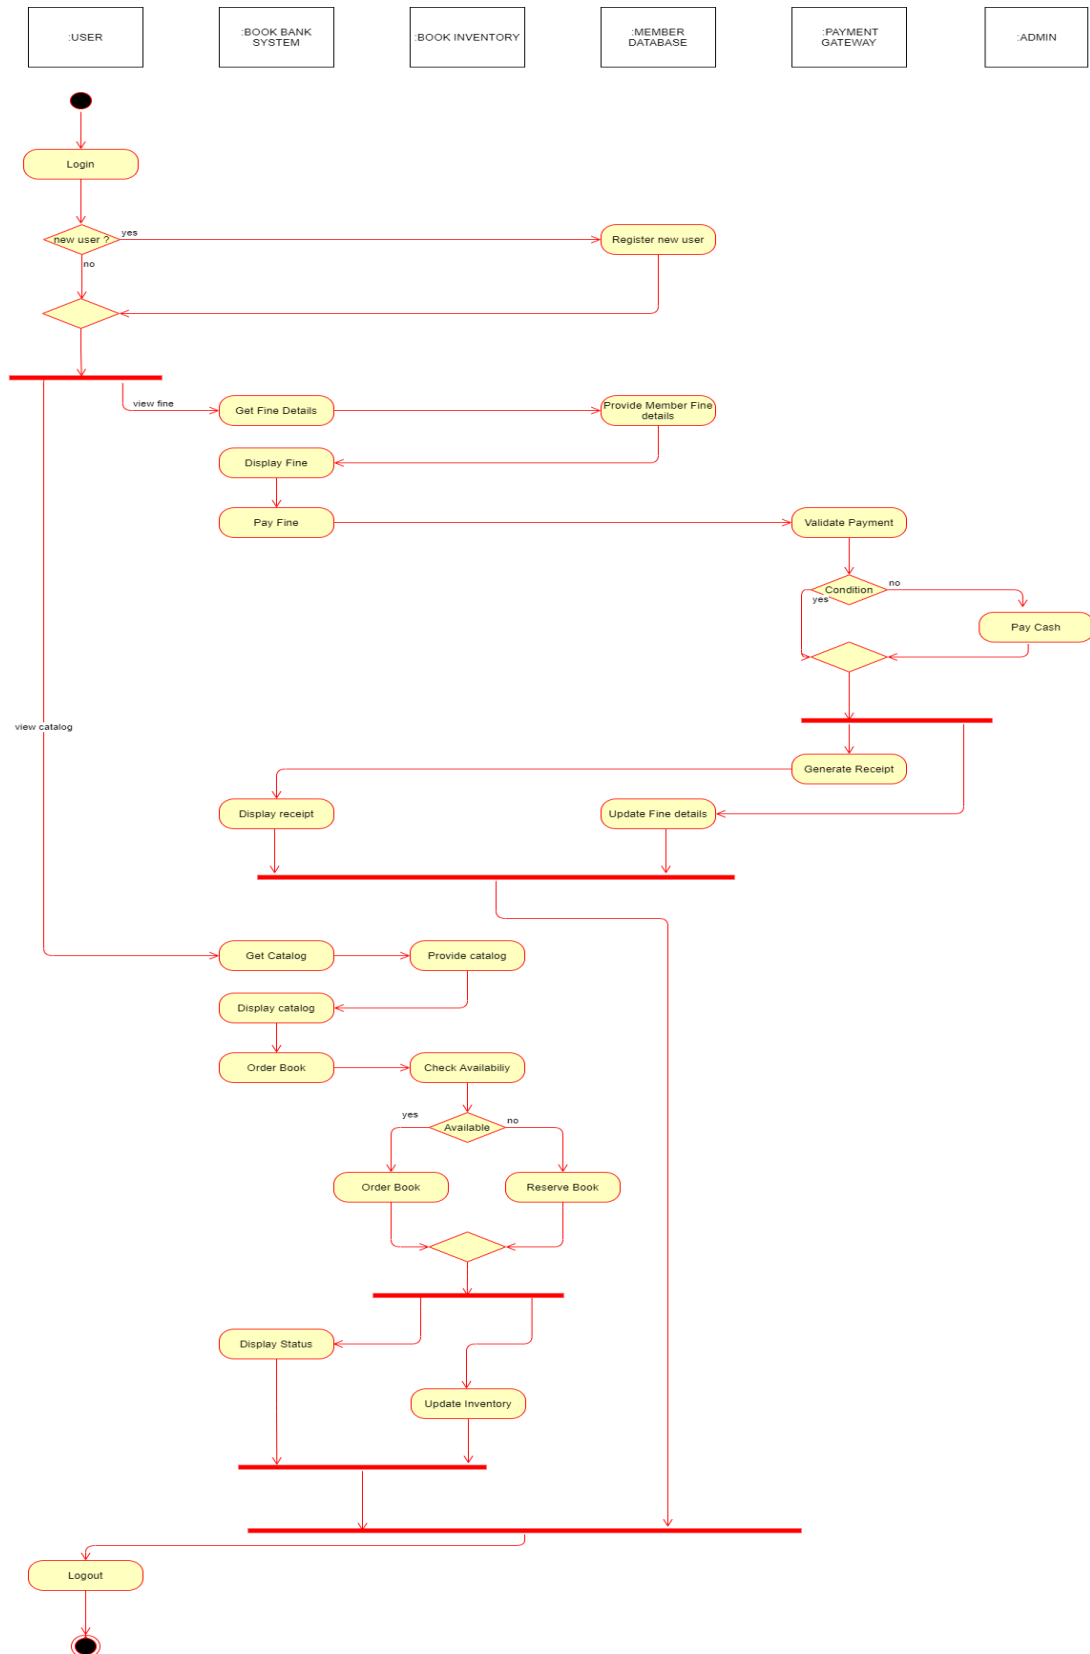 :USER
:BOOK BANK
SYSTEM
:BOOK INVENTORY
:MEMBER
DATABASE
:PAYMENT
GATEWAY
:ADMIN
Login
new user ?
yes
Register new user
no
view fine
Get Fine Details
Provide Member Fine
details
Display Fine
Pay Fine
Validate Payment
Condition
no
yes
Pay Cash
view catalog
Generate Receipt
Display receipt
Update Fine details
Get Catalog
Provide catalog
Display catalog
Order Book
Check Availabiliy
yes
Available
no
Order Book
Reserve Book
Display Status
Update Inventory
Logout